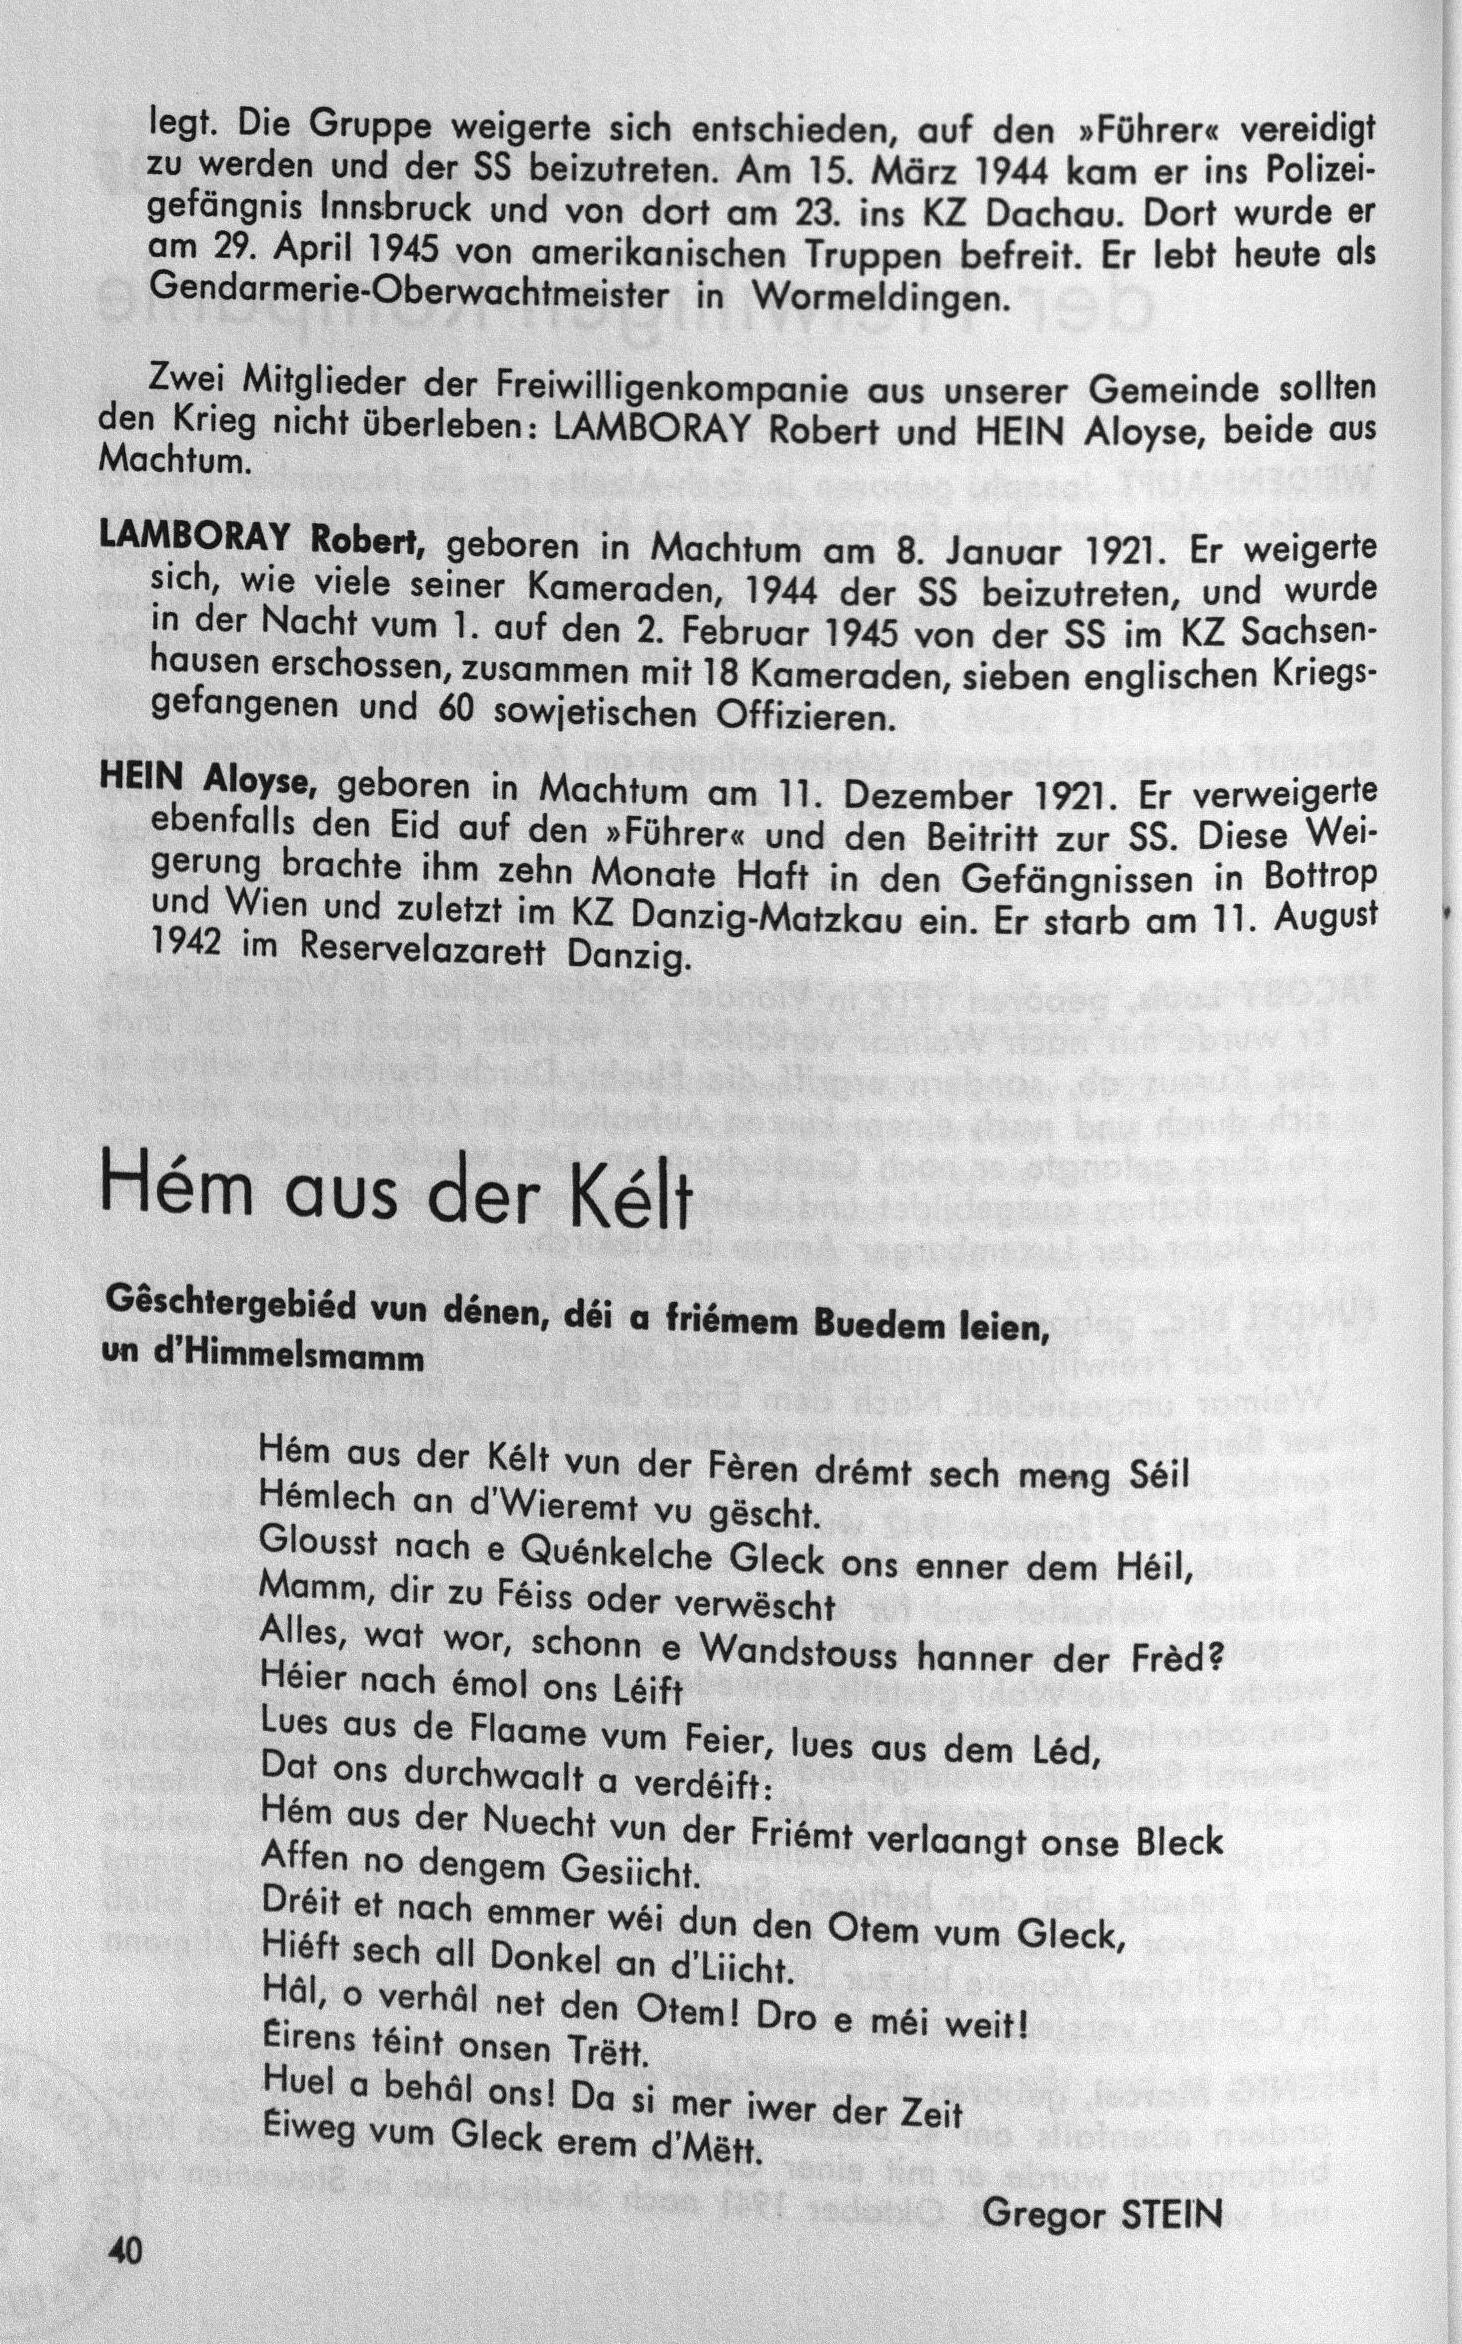 legt. Die Gruppe weigerte sich entschieden, auf den »Führer« vereidigt
zu werden und der SS beizutreten. Am 15. März 1944 kam er ins Polizei-
gefängnis Innsbruck und von dort am 23. ins KZ Dachau. Dort wurde er
am 29. April 1945 von amerikanischen Truppen befreit. Er lebt heute als
Gendarmerie-Oberwachtmeister in Wormeldingen.
Zwei Mitglieder der Freiwilligenkompanie aus unserer Gemeinde sollten
den Krieg nicht überleben: LAMBORAY Robert und HEIN Aloyse, beide aus
Machtum.
LAMBORAY Robert, geboren in Machtum am 8. Januar 1921. Er weigerte
sich, wie viele seiner Kameraden, 1944 der SS beizutreten, und wurde
in der Nacht vum 1. auf den 2. Februar 1945 von der SS im KZ Sachsen-
hausen erschossen, zusammen mit 18 Kameraden, sieben englischen Kriegs-
gefangenen und 60 sowjetischen Offizieren.
HEIN Aloyse, geboren in Machtum am 11. Dezember 1921. Er verweigerte
ebenfalls den Eid auf den »Führer« und den Beitritt zur SS. Diese Wei-
gerung brachte ihm zehn Monate Haft in den Gefängnissen in Bottrop
und Wien und zuletzt im KZ Danzig-Matzkau ein. Er starb am 11. August
1942 im Reservelazarett Danzig.
Hém aus der Kélt
Gêschtergebiéd vun dénen, déi a friémem Buedem leien,
un d'Himmelsmamm
Hém aus der Kélt vun der Fèren drémt sech meng Séil
Hémlech an d'Wieremt vu gëscht.
Glousst nach e Quénkelche Gleck ons enner dem Héil,
Mamm, dir zu Féiss oder verwëscht
Alles, wat wor, schonn e Wandstouss hanner der Frèd?
Héier nach émol ons Léift
Lues aus de Flaame vum Feier, lues aus dem Léd,
Dat ons durchwaalt a verdéift:
Hém aus der Nuecht vun der Friémt verlaangt onse Bleck
Affen no dengem Gesiicht.
Dréit et nach emmer wéi dun den Otem vum Gleck,
Hiéft sech all Donkel an d'Liicht.
Hâl, o verhâl net den Otem! Dro e méi weit!
Éirens téint onsen Trëtt.
Huel a behâl ons! Da si mer iwer der Zeit
Éiweg vum Gleck erem d'Mëtt.
Gregor STEIN
40